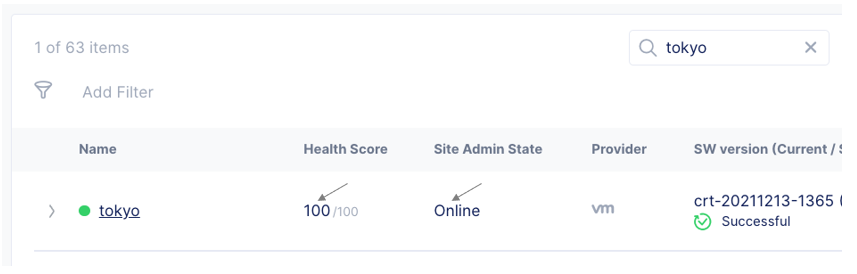 1 of 63 items
tokyo
Add Filter
Name Health Score Site Admin State Provider SW version (Current /
tokyo 100/100 Online vm crt-20211213-1365
Successful